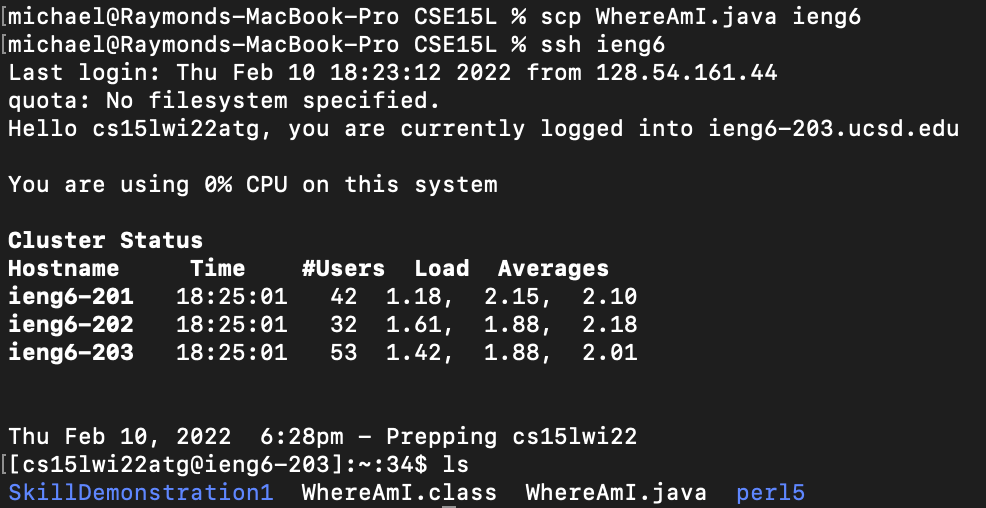 [michael@Raymonds-MacBook-Pro CSE15L % scp WhereAmI.java ieng6
[michael@Raymonds-MacBook-Pro CSE15L % ssh ieng6
Last login: Thu Feb 10 18:23:12 2022 from 128.54.161.44
quota: No filesystem specified.
Hello cs15lwi22atg, you are currently logged into ieng6-203.ucsd.edu
You are using 0% CPU on this system
Cluster Status
Hostname     Time    #Users  Load  Averages
ieng6-201   18:25:01   42  1.18,  2.15,  2.10
ieng6-202   18:25:01   32  1.61,  1.88,  2.18
ieng6-203   18:25:01   53  1.42,  1.88,  2.01
Thu Feb 10, 2022  6:28pm - Prepping cs15lwi22
[[cs15lwi22atg@ieng6-203]:~:34$ ls
SkillDemonstration1  WhereAmI.class  WhereAmI.java  perl5